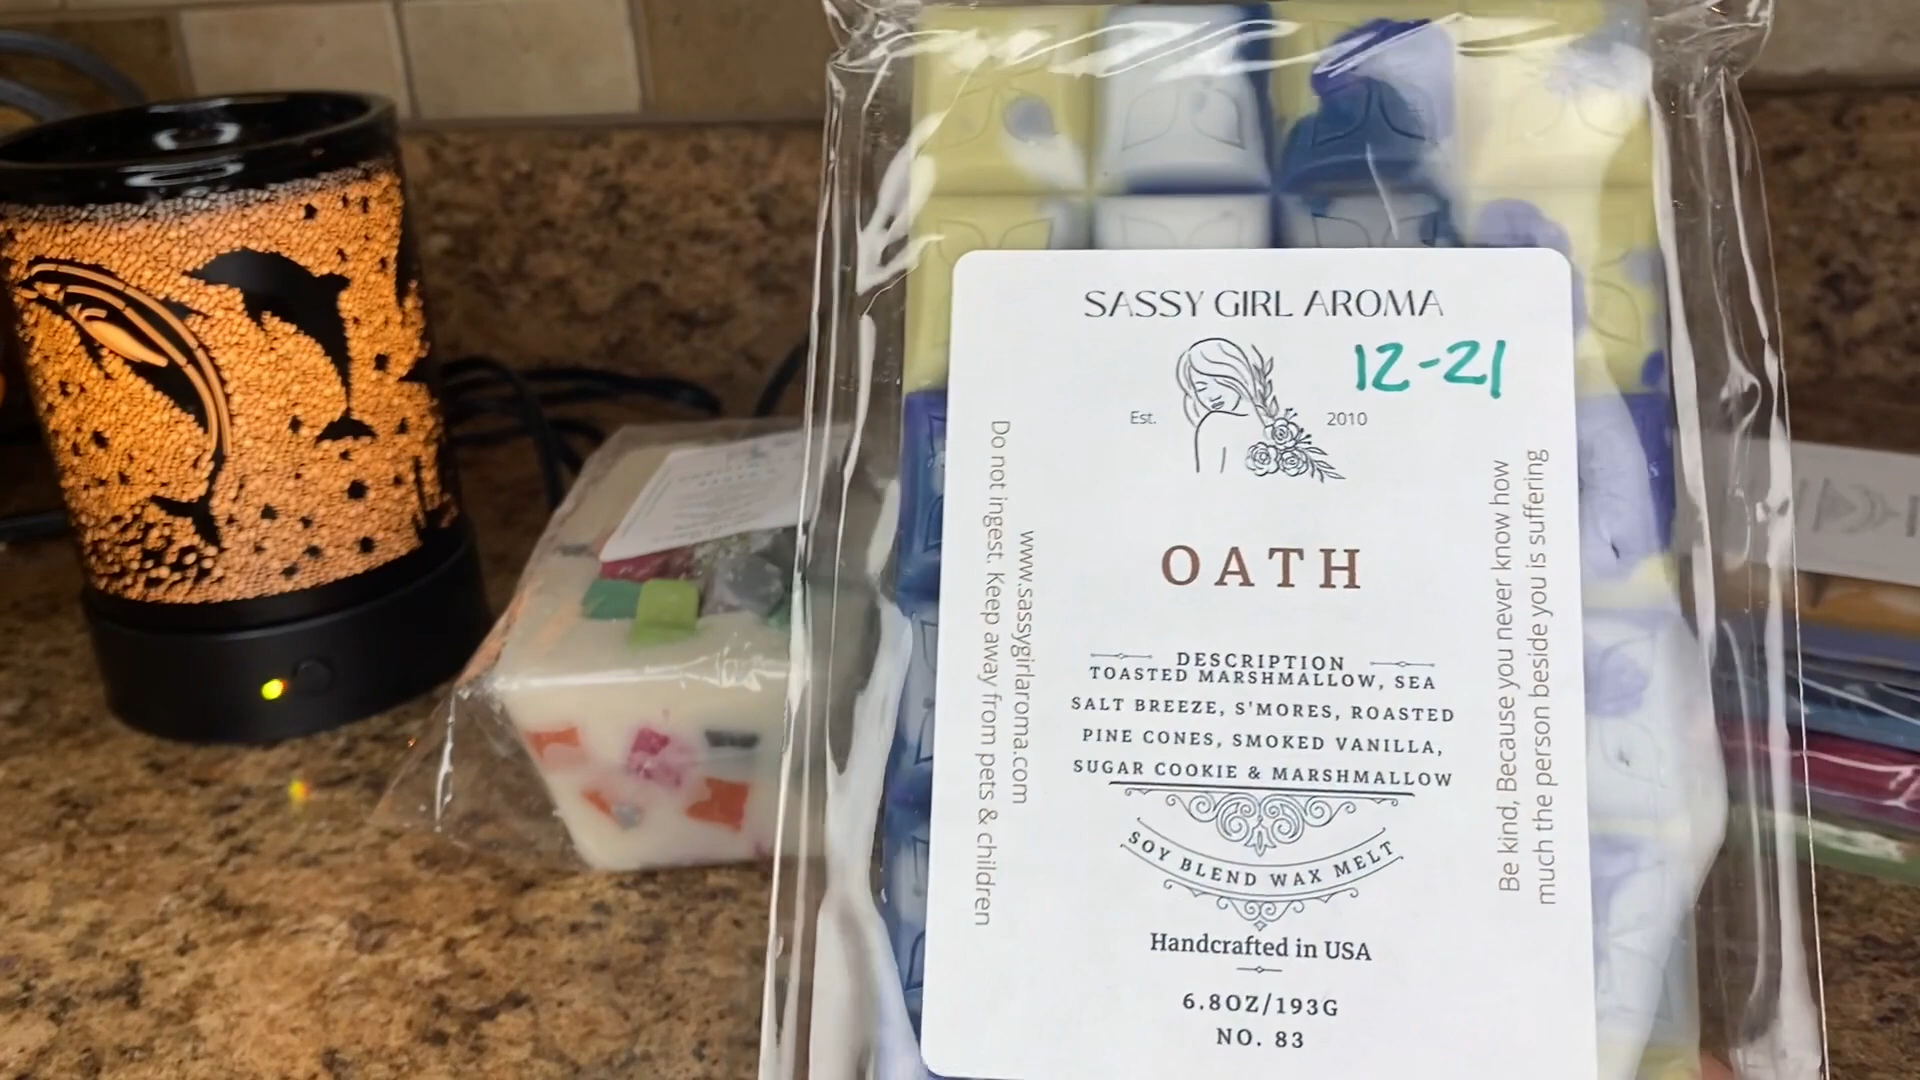 SASSY GIRL AROMA
12-21
Est. 2010
OATH
DESCRIPTION
TOASTED MARSHMALLOW, SEA
SALT BREEZE, S'MORES, ROASTED
PINE CONES, SMOKED VANILLA,
SUGAR COOKIE & MARSHMALLOW
SOY BLEND WAX MELT
Handcrafted in USA
6.8OZ/193G
NO. 83
www.sassygirlaroma.com
Do not ingest. Keep away from pets & children
Be kind, Because you never know how
much the person beside you is suffering